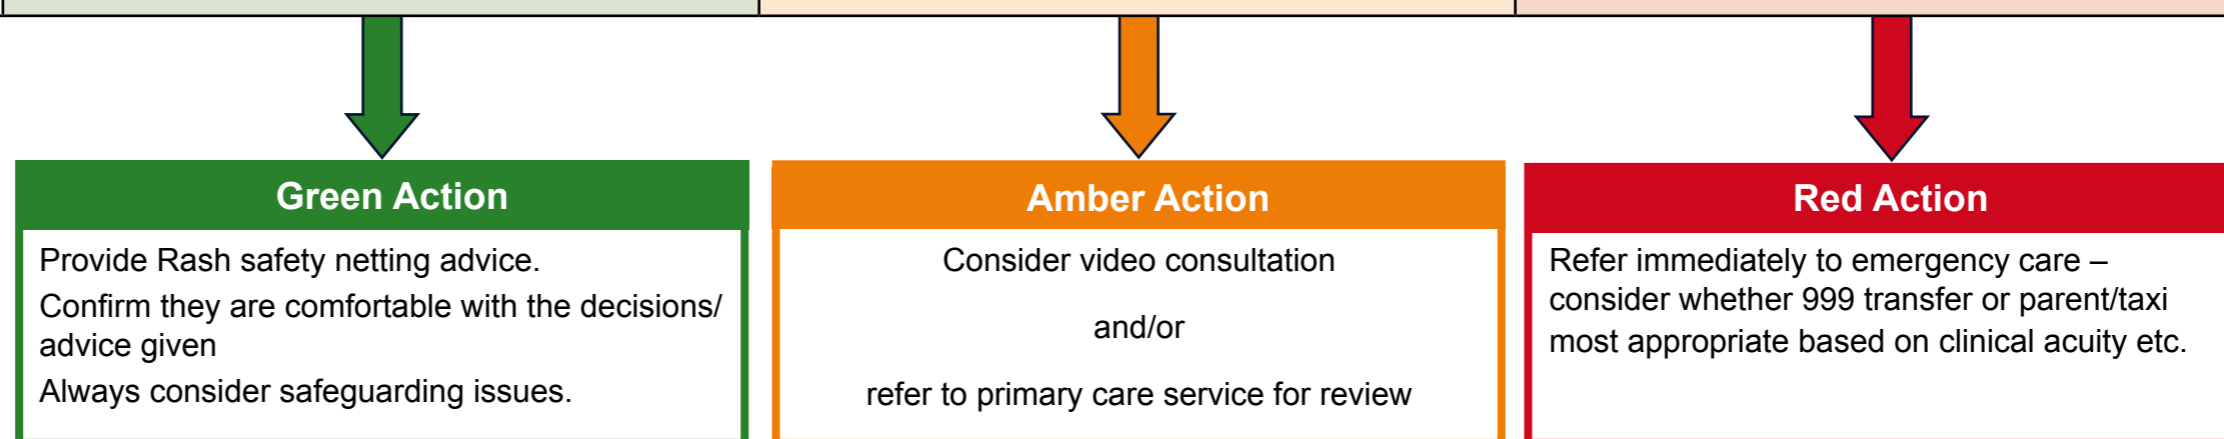 Green Action
Provide Rash safety netting advice.
Confirm they are comfortable with the decisions/
advice given
Always consider safeguarding issues.
Amber Action
Consider video consultation
and/or
refer to primary care service for review
Red Action
Refer immediately to emergency care –
consider whether 999 transfer or parent/taxi
most appropriate based on clinical acuity etc.